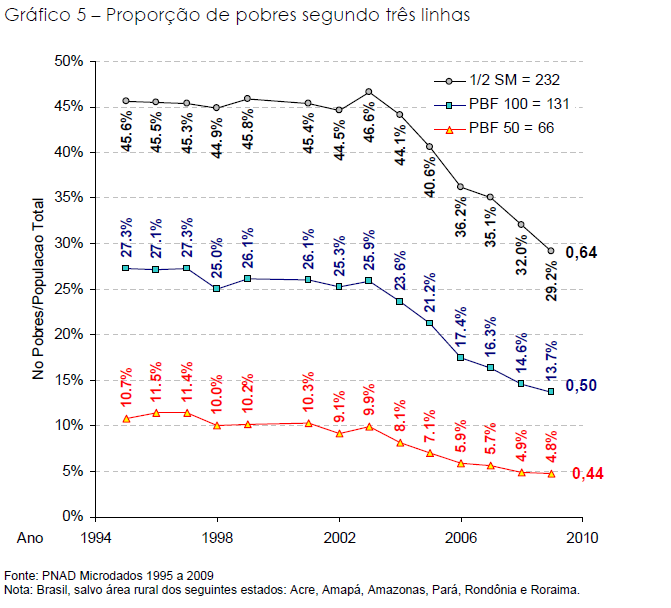 Gráfico 5 – Proporção de pobres segundo três linhas
No Pobres/Populacao Total
50%
45%
40%
35%
30%
25%
20%
15%
10%
5%
0%
1/2 SM = 232
PBF 100 = 131
PBF 50 = 66
45.6% 45.5% 45.3% 44.9% 45.8% 45.4% 44.5% 46.6% 44.1% 40.6% 36.2% 35.1% 32.0% 29.2% 0,64
27.3% 27.1% 27.3% 25.0% 26.1% 26.1% 25.3% 25.9% 23.6% 21.2% 17.4% 16.3% 14.6% 13.7% 0,50
10.7% 11.5% 11.4% 10.0% 10.2% 10.3% 9.1% 9.9% 8.1% 7.1% 5.9% 5.7% 4.9% 4.8% 0,44
Ano 1994 1998 2002 2006 2010
Fonte: PNAD Microdados 1995 a 2009
Nota: Brasil, salvo área rural dos seguintes estados: Acre, Amapá, Amazonas, Pará, Rondônia e Roraima.